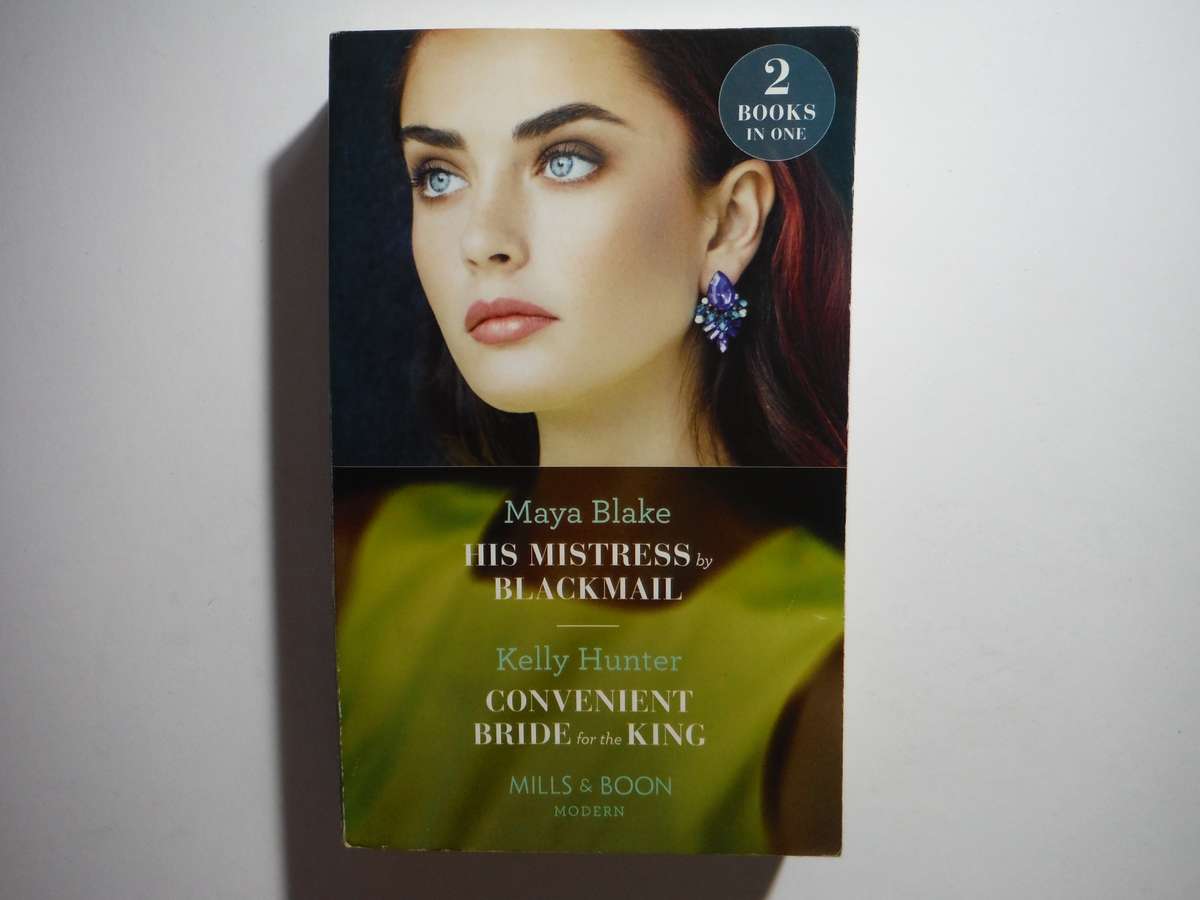 2
BOOKS
IN ONE
Maya Blake
HIS MISTRESS by
BLACKMAIL
Kelly Hunter
CONVENIENT
BRIDE for the KING
MILLS & BOON
MODERN